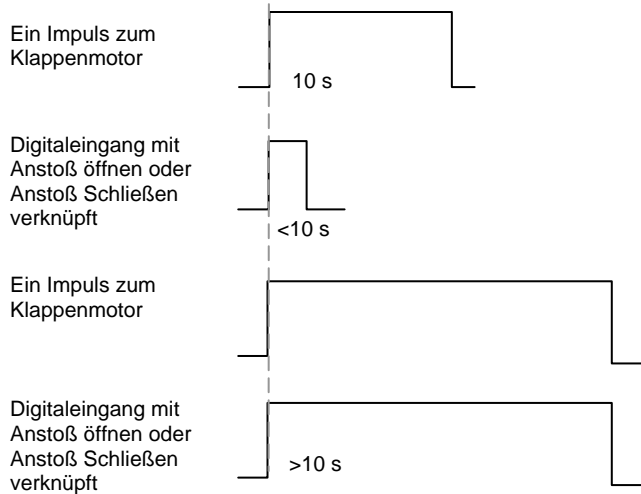 Ein Impuls zum
Klappenmotor
10 s
Digitaleingang mit
Anstoß öffnen oder
Anstoß Schließen
verknüpft
<10 s
Ein Impuls zum
Klappenmotor
Digitaleingang mit
Anstoß öffnen oder
Anstoß Schließen
verknüpft
>10 s